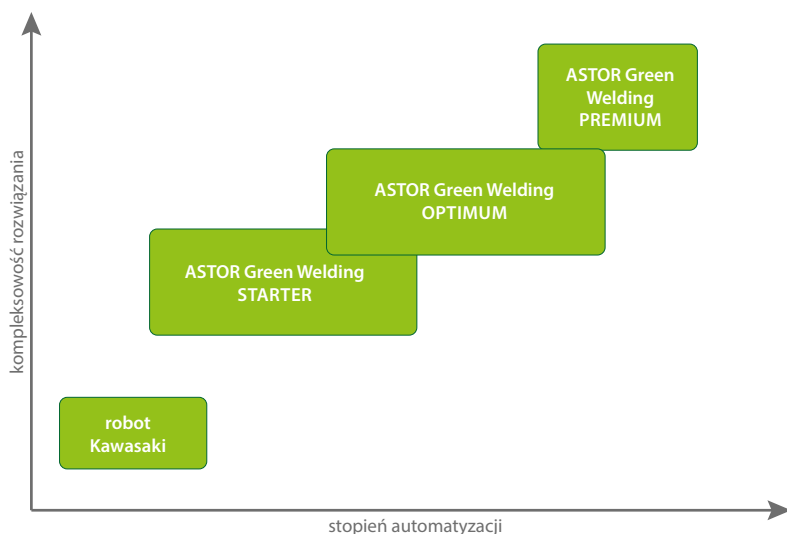 ASTOR Green
Welding
PREMIUM
ASTOR Green Welding
OPTIMUM
ASTOR Green Welding
STARTER
robot
Kawasaki
kompleksowość rozwiązania
stopień automatyzacji